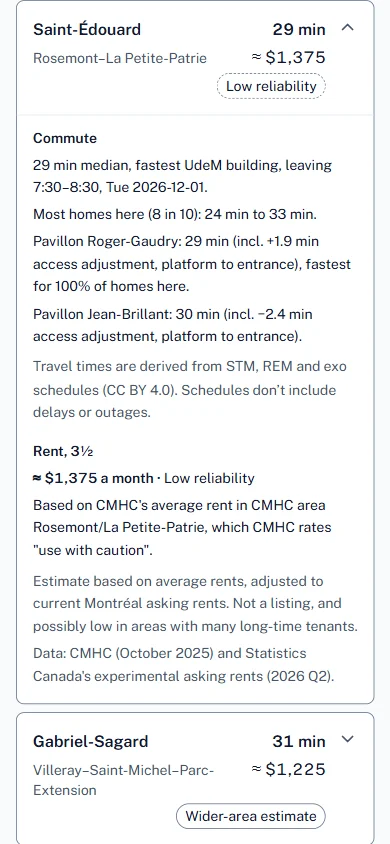 Saint-Édouard 29 min
Rosemont–La Petite-Patrie ≈ $1,375
Low reliability
Commute
29 min median, fastest UdeM building, leaving
7:30–8:30, Tue 2026-12-01.
Most homes here (8 in 10): 24 min to 33 min.
Pavillon Roger-Gaudry: 29 min (incl. +1.9 min
access adjustment, platform to entrance), fastest
for 100% of homes here.
Pavillon Jean-Brillant: 30 min (incl. −2.4 min
access adjustment, platform to entrance).
Travel times are derived from STM, REM and exo
schedules (CC BY 4.0). Schedules don’t include
delays or outages.
Rent, 3½
≈ $1,375 a month · Low reliability
Based on CMHC's average rent in CMHC area
Rosemont/La Petite-Patrie, which CMHC rates
"use with caution".
Estimate based on average rents, adjusted to
current Montréal asking rents. Not a listing, and
possibly low in areas with many long-time tenants.
Data: CMHC (October 2025) and Statistics
Canada's experimental asking rents (2026 Q2).
Gabriel-Sagard 31 min
Villeray–Saint-Michel–Parc- ≈ $1,225
Extension
Wider-area estimate